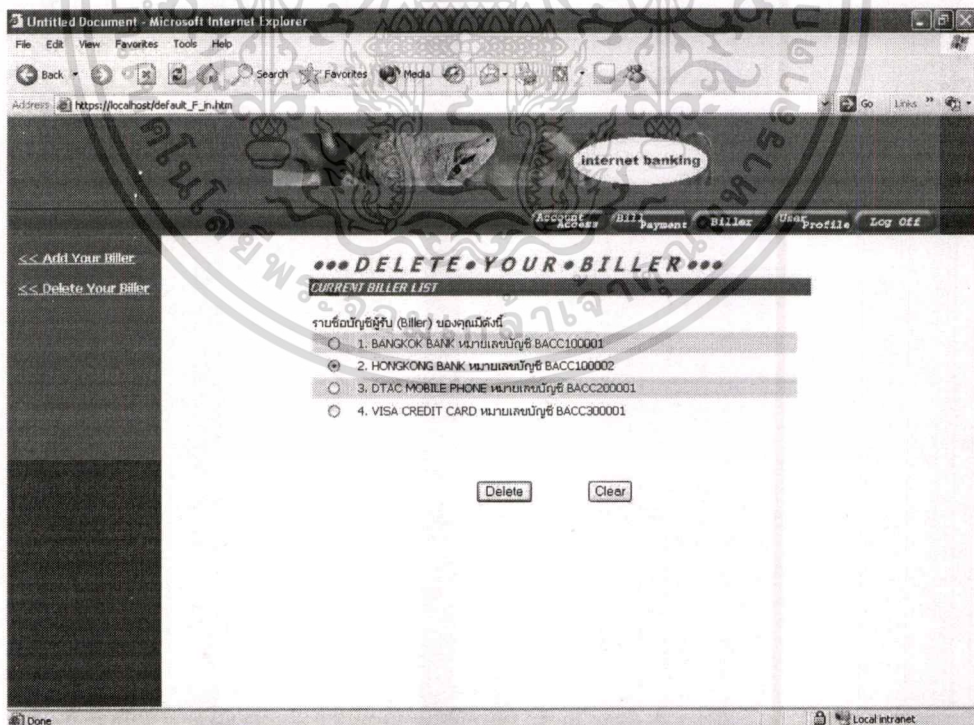 Untitled Document - Microsoft Internet Explorer
File Edit View Favorites Tools Help
Back Search Favorites Media
Address https://localhost/default_F_in.htm Go Links »
internet banking
Account Access Bill Payment Biller User Profile Log Off
<< Add Your Biller
<< Delete Your Biller
•••DELETE•YOUR•BILLER•••
CURRENT BILLER LIST
รายชื่อบัญชีผู้รับ (Biller) ของคุณมีดังนี้
1. BANGKOK BANK หมายเลขบัญชี BACC100001
2. HONGKONG BANK หมายเลขบัญชี BACC100002
3. DTAC MOBILE PHONE หมายเลขบัญชี BACC200001
4. VISA CREDIT CARD หมายเลขบัญชี BACC300001
Delete Clear
Done Local intranet